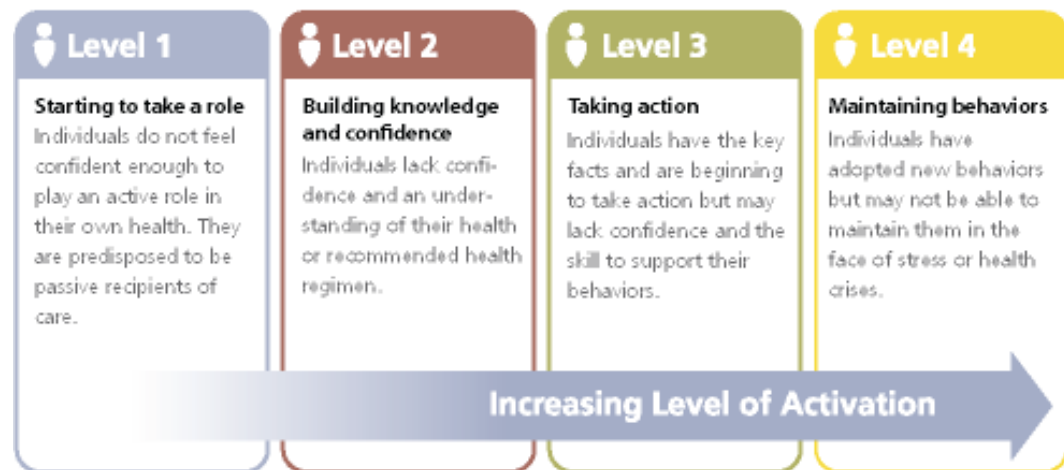 Level 1
Starting to take a role
Individuals do not feel
confident enough to
play an active role in
their own health. They
are predisposed to be
passive recipients of
care.
Level 2
Building knowledge
and confidence
Individuals lack confi-
dence and an under-
standing of their health
or recommended health
regimen.
Level 3
Taking action
Individuals have the key
facts and are beginning
to take action but may
lack confidence and the
skill to support their
behaviors.
Level 4
Maintaining behaviors
Individuals have
adopted new behaviors
but may not be able to
maintain them in the
face of stress or health
crises.
Increasing Level of Activation